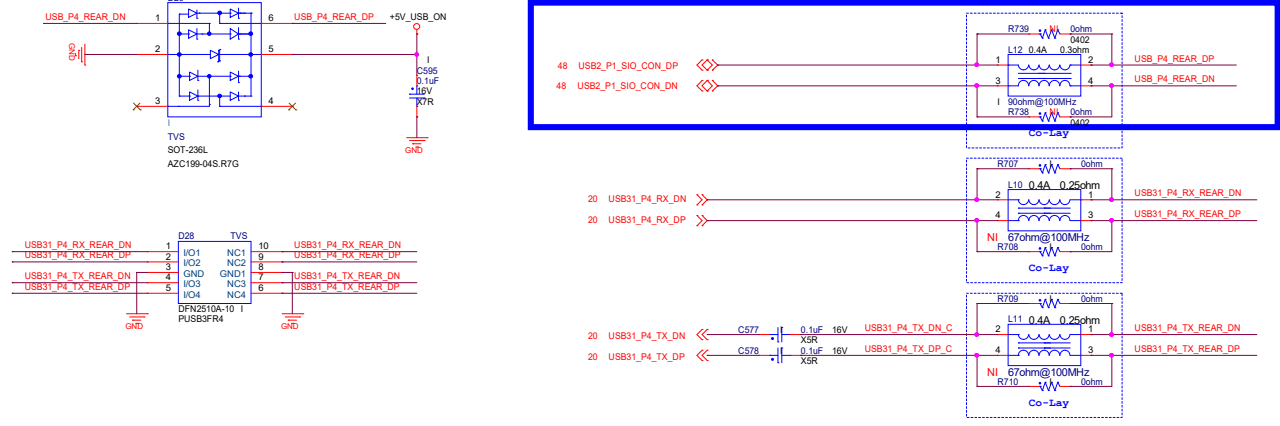 USB_P4_REAR_DN
1
6
USB_P4_REAR_DP
+5V_USB_ON
GND
2
5
3
4
I
C595
0.1uF
16V
X7R
GND
I
TVS
SOT-236L
AZC199-04S.R7G
D28
TVS
USB31_P4_RX_REAR_DN
1
I/O1
NC1
10
USB31_P4_RX_REAR_DN
USB31_P4_RX_REAR_DP
2
I/O2
NC2
9
USB31_P4_RX_REAR_DP
3
GND
GND1
8
USB31_P4_TX_REAR_DN
4
I/O3
NC3
7
USB31_P4_TX_REAR_DN
USB31_P4_TX_REAR_DP
5
I/O4
NC4
6
USB31_P4_TX_REAR_DP
DFN2510A-10 I
PUSB3FR4
GND
GND
R739
NI
0ohm
0402
L12 0.4A 0.3ohm
48 USB2_P1_SIO_CON_DP
1
2
USB_P4_REAR_DP
48 USB2_P1_SIO_CON_DN
3
4
USB_P4_REAR_DN
I 90ohm@100MHz
R738
NI
0ohm
0402
Co-Lay
R707
I
0ohm
L10 0.4A 0.25ohm
20 USB31_P4_RX_DN
2
1
USB31_P4_RX_REAR_DN
20 USB31_P4_RX_DP
4
3
USB31_P4_RX_REAR_DP
NI 67ohm@100MHz
R708
I
0ohm
Co-Lay
R709
I
0ohm
L11 0.4A 0.25ohm
20 USB31_P4_TX_DN
C577
0.1uF 16V
X5R
USB31_P4_TX_DN_C
2
1
USB31_P4_TX_REAR_DN
20 USB31_P4_TX_DP
C578
0.1uF 16V
X5R
USB31_P4_TX_DP_C
4
3
USB31_P4_TX_REAR_DP
NI 67ohm@100MHz
R710
I
0ohm
Co-Lay